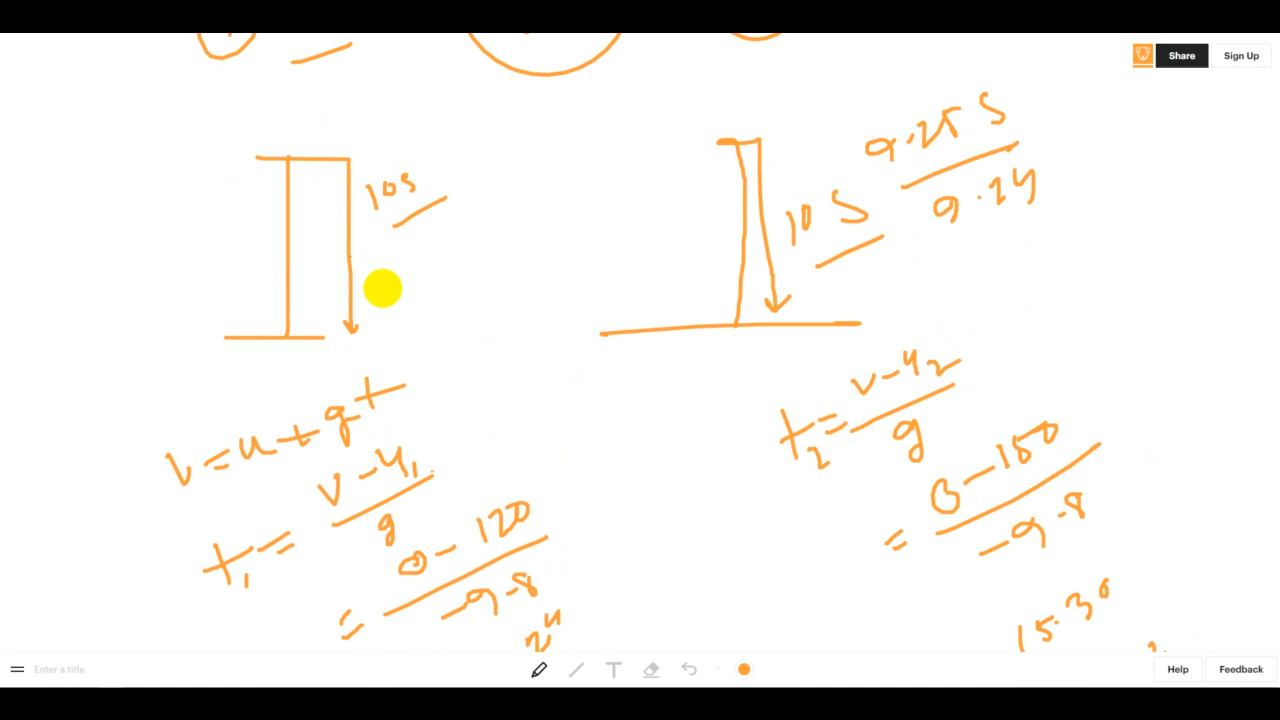 Share
Sign Up
10s
10 S
9.25 S
9.24
v=u+gt
t1= v-u1/g
= 0-120/-9.8
t2= v-u2/g
= 0-150/-9.8
15.30
Enter a title
T
Help
Feedback